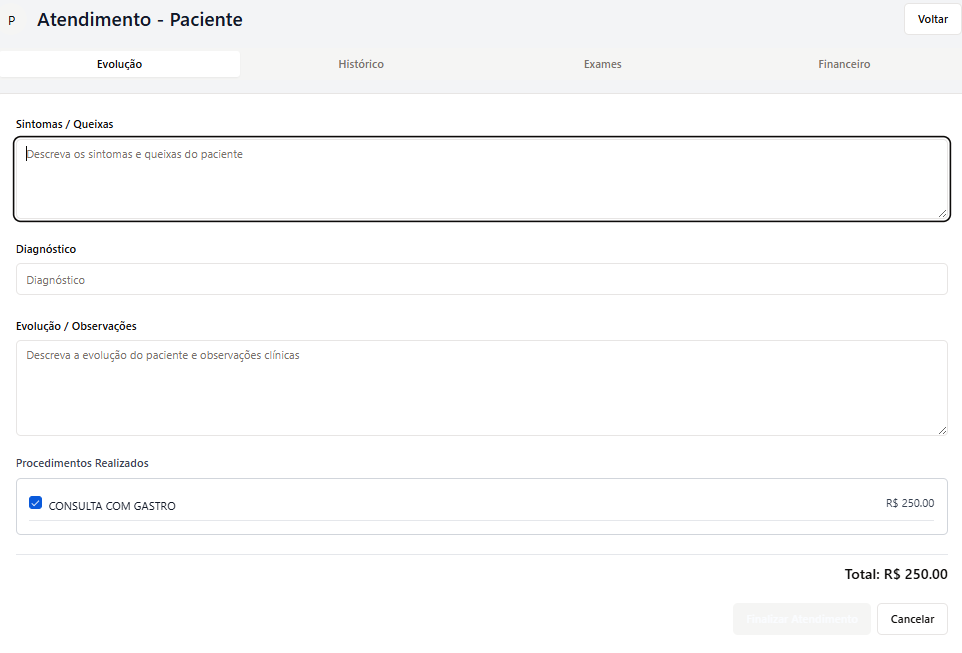 P Atendimento - Paciente Voltar
Evolução Histórico Exames Financeiro
Sintomas / Queixas
Descreva os sintomas e queixas do paciente
Diagnóstico
Diagnóstico
Evolução / Observações
Descreva a evolução do paciente e observações clínicas
Procedimentos Realizados
CONSULTA COM GASTRO R$ 250.00
Total: R$ 250.00
Finalizar Atendimento Cancelar